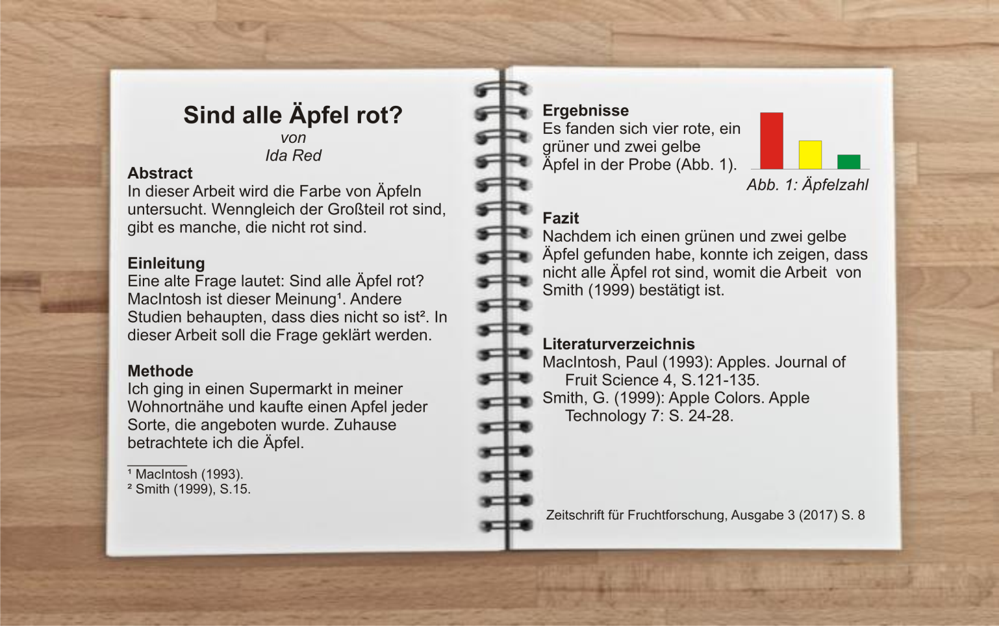 Sind alle Äpfel rot?
von
Ida Red
Abstract
In dieser Arbeit wird die Farbe von Äpfeln
untersucht. Wenngleich der Großteil rot sind,
gibt es manche, die nicht rot sind.
Einleitung
Eine alte Frage lautet: Sind alle Äpfel rot?
MacIntosh ist dieser Meinung¹. Andere
Studien behaupten, dass dies nicht so ist². In
dieser Arbeit soll die Frage geklärt werden.
Methode
Ich ging in einen Supermarkt in meiner
Wohnortnähe und kaufte einen Apfel jeder
Sorte, die angeboten wurde. Zuhause
betrachtete ich die Äpfel.
¹ MacIntosh (1993).
² Smith (1999), S.15.
Ergebnisse
Es fanden sich vier rote, ein
grüner und zwei gelbe
Äpfel in der Probe (Abb. 1).
Abb. 1: Äpfelzahl
Fazit
Nachdem ich einen grünen und zwei gelbe
Äpfel gefunden habe, konnte ich zeigen, dass
nicht alle Äpfel rot sind, womit die Arbeit  von
Smith (1999) bestätigt ist.
Literaturverzeichnis
MacIntosh, Paul (1993): Apples. Journal of
Fruit Science 4, S.121-135.
Smith, G. (1999): Apple Colors. Apple
Technology 7: S. 24-28.
Zeitschrift für Fruchtforschung, Ausgabe 3 (2017) S. 8